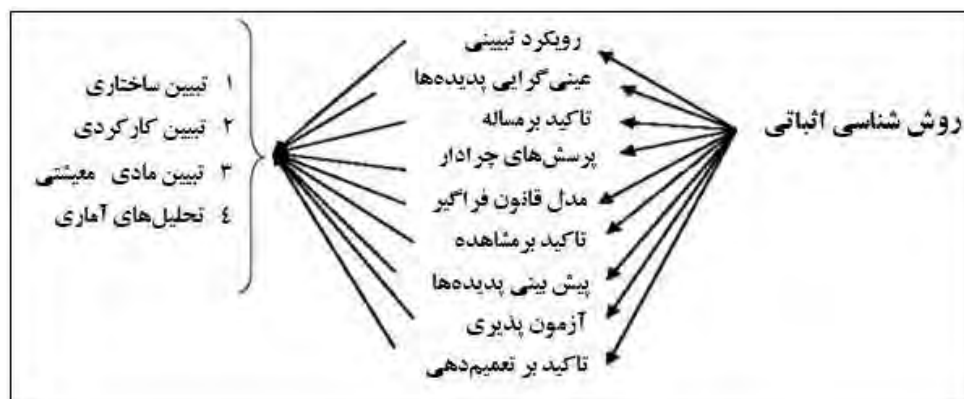 روش شناسی اثباتی
رویکرد تبیینی
عینی‌گرایی پدیده‌ها
تاکید برمساله
پرسش‌های چرادار
مدل قانون فراگیر
تاکید برمشاهده
پیش بینی پدیده‌ها
آزمون پذیری
تاکید بر تعمیم‌دهی
۱ تبیین ساختاری
۲ تبیین کارکردی
۳ تبیین مادی معیشتی
٤ تحلیل‌های آماری